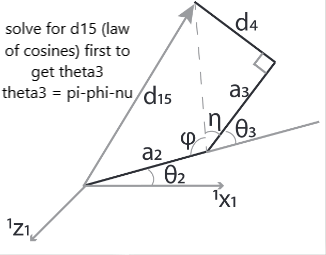 solve for d15 (law
of cosines) first to
get theta3
theta3 = pi-phi-nu
d4
d15
a3
η
θ3
φ
a2
θ2
1X1
1Z1